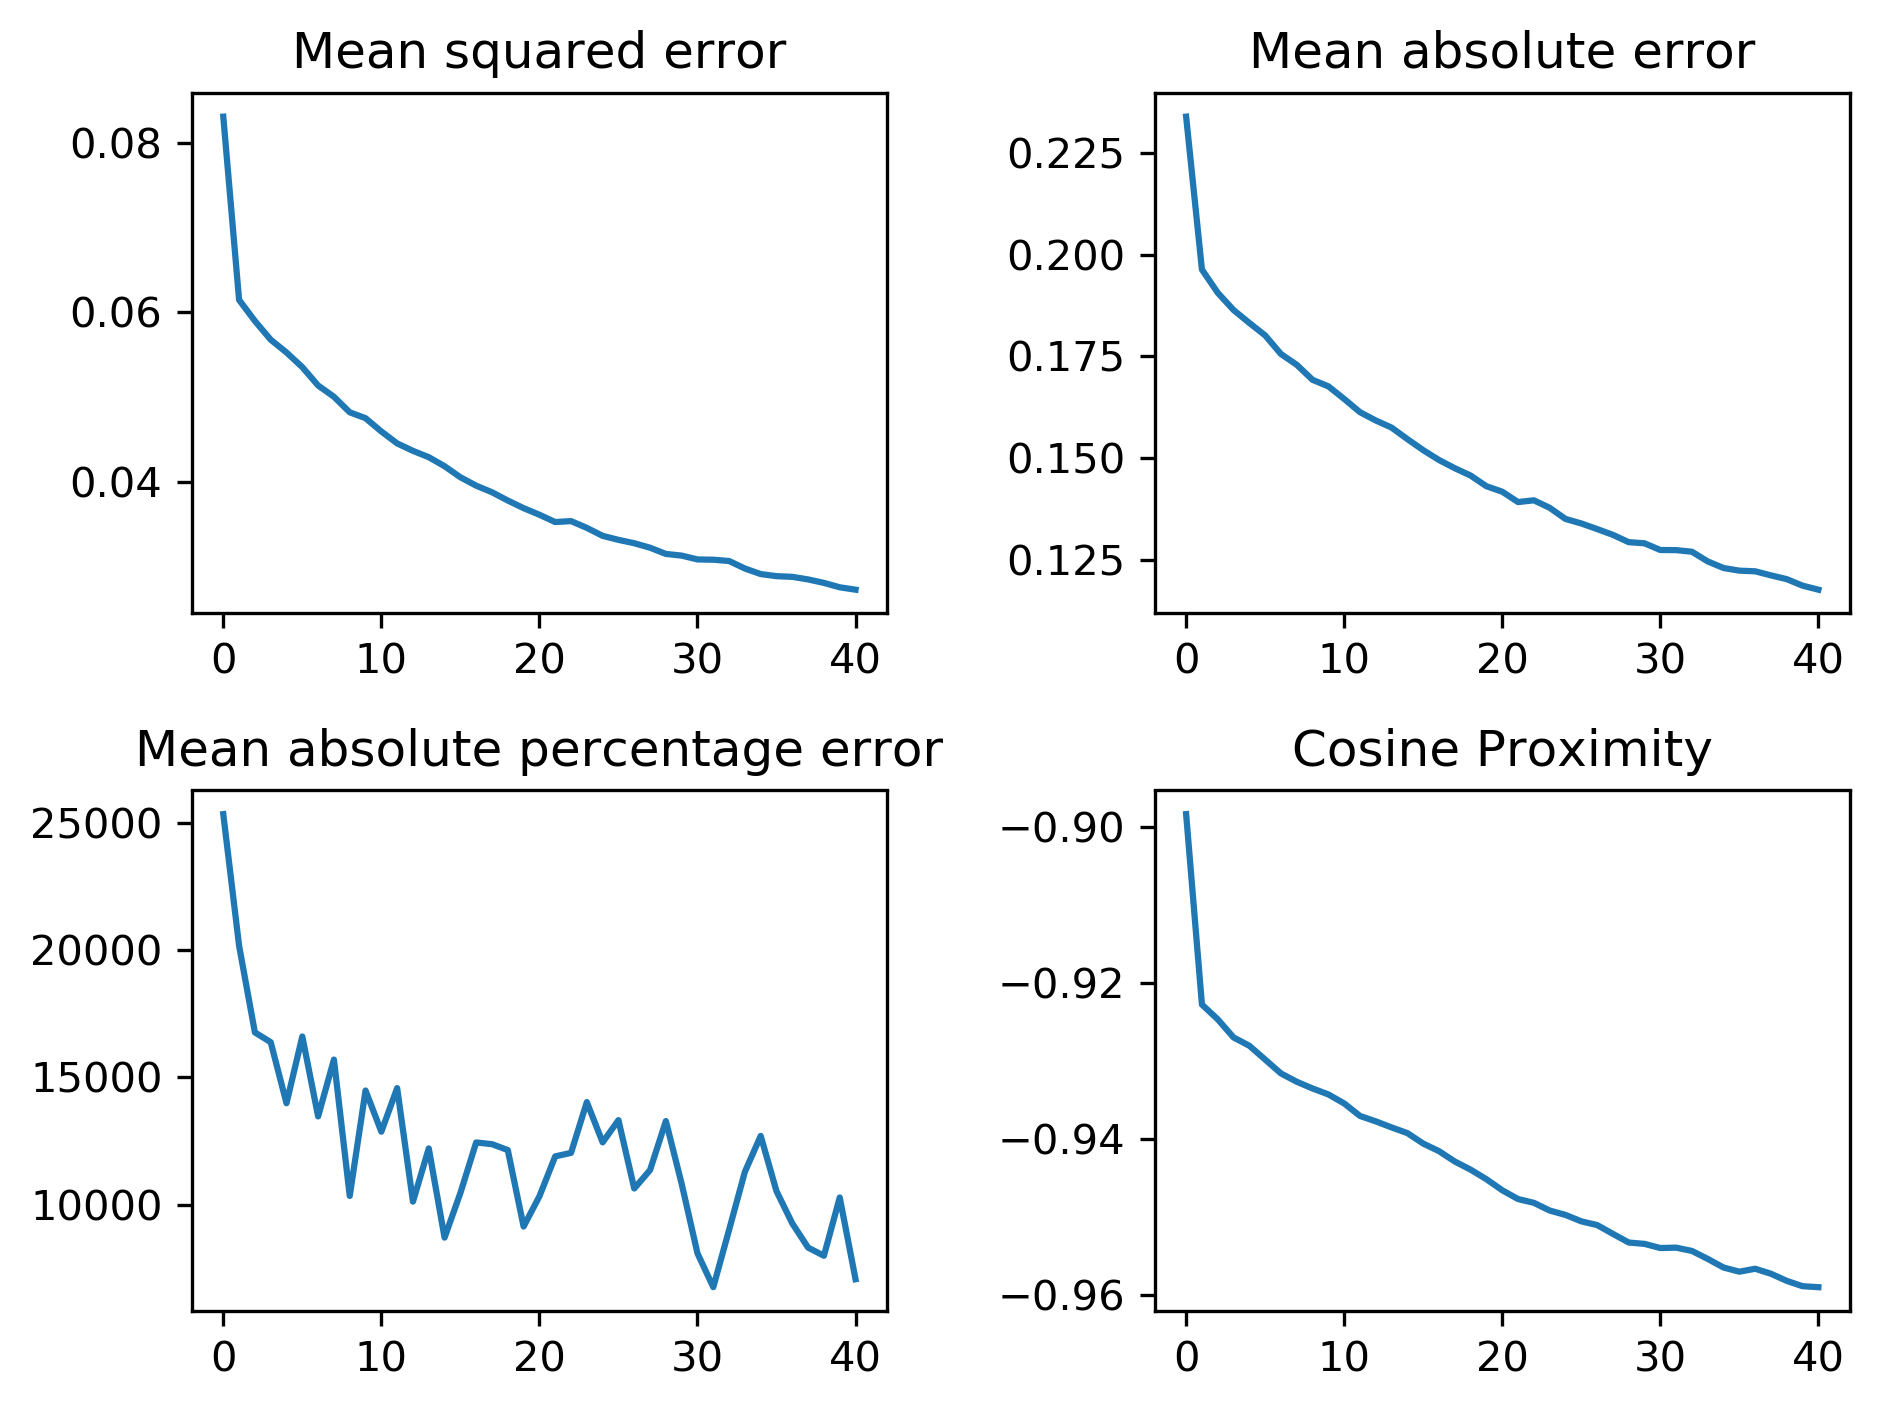 Mean squared error
0.08
0.06
0.04
0 10 20 30 40
Mean absolute error
0.225
0.200
0.175
0.150
0.125
0 10 20 30 40
Mean absolute percentage error
25000
20000
15000
10000
0 10 20 30 40
Cosine Proximity
−0.90
−0.92
−0.94
−0.96
0 10 20 30 40